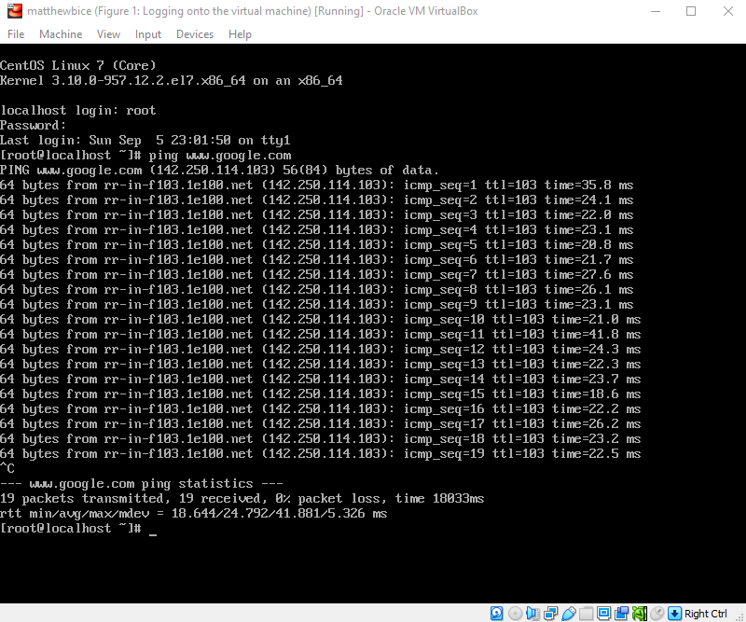 matthewbice (Figure 1: Logging onto the virtual machine) [Running] - Oracle VM VirtualBox
File Machine View Input Devices Help
CentOS Linux 7 (Core)
Kernel 3.10.0-957.12.2.el7.x86_64 on an x86_64
localhost login: root
Password:
Last login: Sun Sep  5 23:01:50 on tty1
[root@localhost ~]# ping www.google.com
PING www.google.com (142.250.114.103) 56(84) bytes of data.
64 bytes from rr-in-f103.1e100.net (142.250.114.103): icmp_seq=1 ttl=103 time=35.8 ms
64 bytes from rr-in-f103.1e100.net (142.250.114.103): icmp_seq=2 ttl=103 time=24.1 ms
64 bytes from rr-in-f103.1e100.net (142.250.114.103): icmp_seq=3 ttl=103 time=22.0 ms
64 bytes from rr-in-f103.1e100.net (142.250.114.103): icmp_seq=4 ttl=103 time=23.1 ms
64 bytes from rr-in-f103.1e100.net (142.250.114.103): icmp_seq=5 ttl=103 time=20.8 ms
64 bytes from rr-in-f103.1e100.net (142.250.114.103): icmp_seq=6 ttl=103 time=21.7 ms
64 bytes from rr-in-f103.1e100.net (142.250.114.103): icmp_seq=7 ttl=103 time=27.6 ms
64 bytes from rr-in-f103.1e100.net (142.250.114.103): icmp_seq=8 ttl=103 time=26.1 ms
64 bytes from rr-in-f103.1e100.net (142.250.114.103): icmp_seq=9 ttl=103 time=23.1 ms
64 bytes from rr-in-f103.1e100.net (142.250.114.103): icmp_seq=10 ttl=103 time=21.0 ms
64 bytes from rr-in-f103.1e100.net (142.250.114.103): icmp_seq=11 ttl=103 time=41.8 ms
64 bytes from rr-in-f103.1e100.net (142.250.114.103): icmp_seq=12 ttl=103 time=24.3 ms
64 bytes from rr-in-f103.1e100.net (142.250.114.103): icmp_seq=13 ttl=103 time=22.3 ms
64 bytes from rr-in-f103.1e100.net (142.250.114.103): icmp_seq=14 ttl=103 time=23.7 ms
64 bytes from rr-in-f103.1e100.net (142.250.114.103): icmp_seq=15 ttl=103 time=18.6 ms
64 bytes from rr-in-f103.1e100.net (142.250.114.103): icmp_seq=16 ttl=103 time=22.2 ms
64 bytes from rr-in-f103.1e100.net (142.250.114.103): icmp_seq=17 ttl=103 time=26.2 ms
64 bytes from rr-in-f103.1e100.net (142.250.114.103): icmp_seq=18 ttl=103 time=23.2 ms
64 bytes from rr-in-f103.1e100.net (142.250.114.103): icmp_seq=19 ttl=103 time=22.5 ms
^C
--- www.google.com ping statistics ---
19 packets transmitted, 19 received, 0% packet loss, time 18033ms
rtt min/avg/max/mdev = 18.644/24.792/41.881/5.326 ms
[root@localhost ~]# _
Right Ctrl